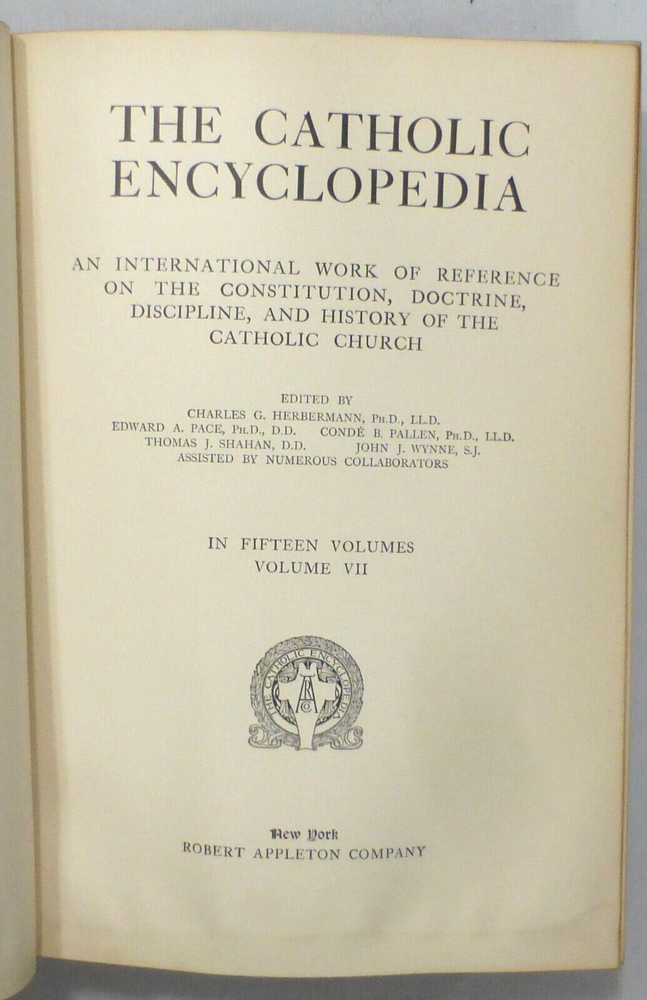 THE CATHOLIC
ENCYCLOPEDIA
AN INTERNATIONAL WORK OF REFERENCE
ON THE CONSTITUTION, DOCTRINE,
DISCIPLINE, AND HISTORY OF THE
CATHOLIC CHURCH
EDITED BY
CHARLES G. HERBERMANN, PH.D., LL.D.
EDWARD A. PACE, PH.D., D.D. CONDÉ B. PALLEN, PH.D., LL.D.
THOMAS J. SHAHAN, D.D. JOHN J. WYNNE, S.J.
ASSISTED BY NUMEROUS COLLABORATORS
IN FIFTEEN VOLUMES
VOLUME VII
THE CATHOLIC ENCYCLOPEDIA
New York
ROBERT APPLETON COMPANY